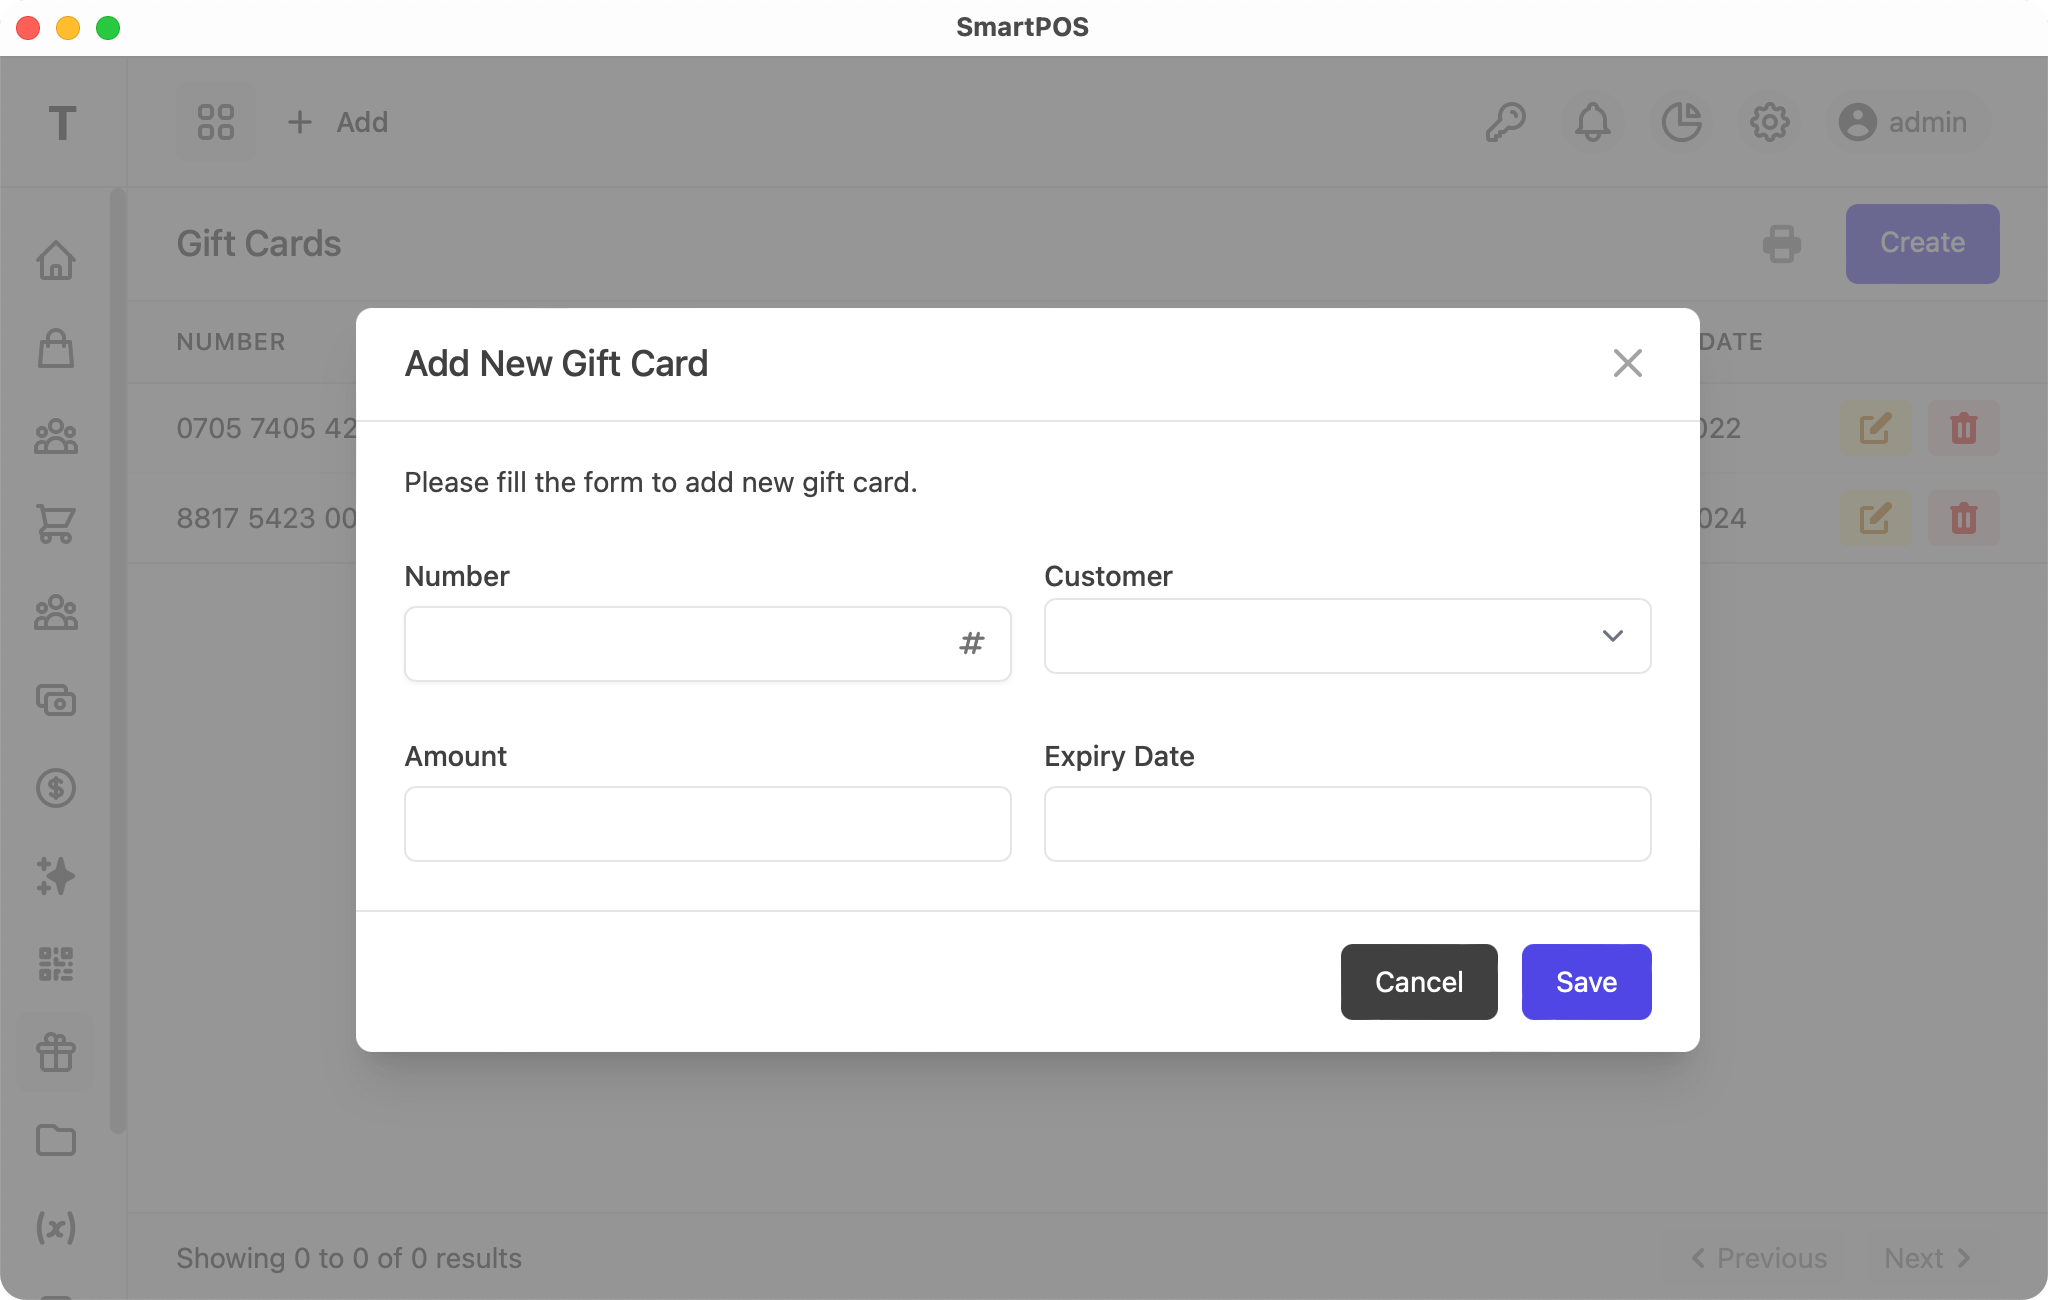 SmartPOS
T
Add
admin
Gift Cards
Create
NUMBER
DATE
Add New Gift Card
0705 7405 42
022
Please fill the form to add new gift card.
8817 5423 00
024
Number
Customer
#
Amount
Expiry Date
Cancel
Save
(x)
Showing 0 to 0 of 0 results
Previous
Next